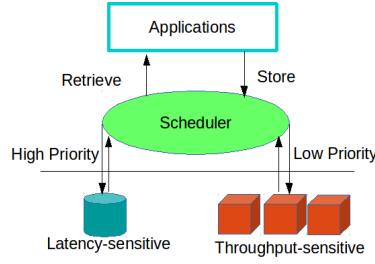 Applications
Retrieve
Store
Scheduler
High Priority
Low Priority
Latency-sensitive
Throughput-sensitive